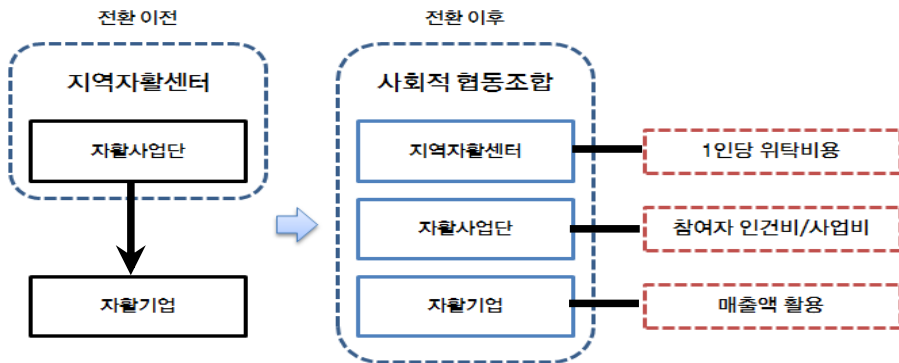 전환 이전
전환 이후
지역자활센터
사회적 협동조합
자활사업단
지역자활센터
1인당 위탁비용
자활사업단
참여자 인건비/사업비
자활기업
자활기업
매출액 활용